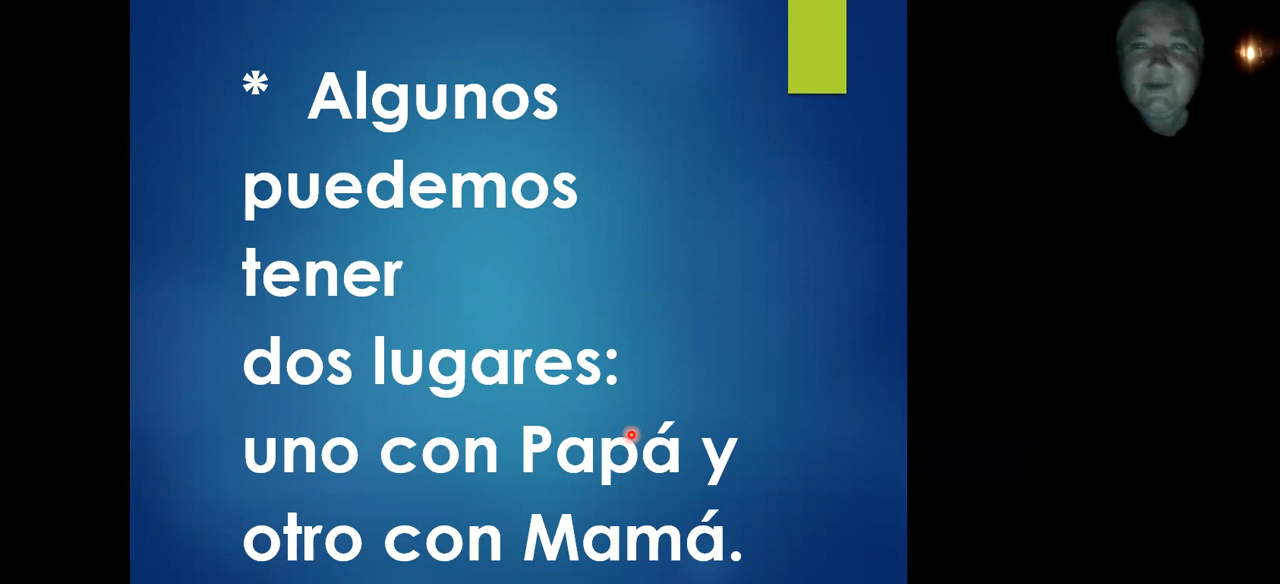 * Algunos
puedemos
tener
dos lugares:
uno con Papá y
otro con Mamá.